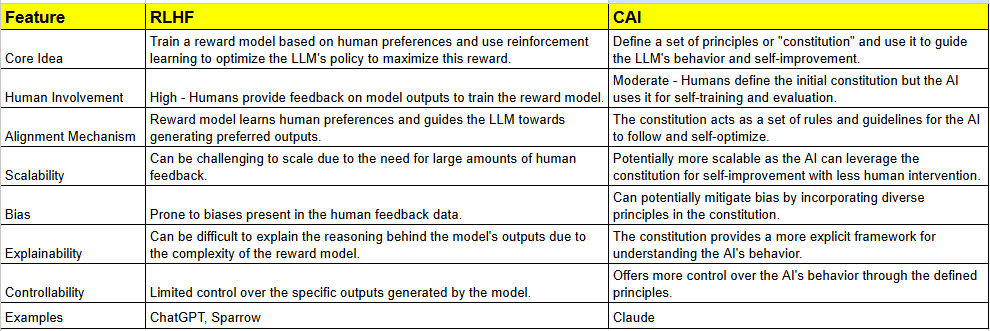 Feature RLHF CAI
Train a reward model based on human preferences and use reinforcement Define a set of principles or "constitution" and use it to guide
Core Idea learning to optimize the LLM's policy to maximize this reward. the LLM's behavior and self-improvement.
Moderate - Humans define the initial constitution but the AI
Human Involvement High - Humans provide feedback on model outputs to train the reward model. uses it for self-training and evaluation.
Reward model learns human preferences and guides the LLM towards The constitution acts as a set of rules and guidelines for the AI
Alignment Mechanism generating preferred outputs. to follow and self-optimize.
Can be challenging to scale due to the need for large amounts of human Potentially more scalable as the AI can leverage the
Scalability feedback. constitution for self-improvement with less human intervention.
Can potentially mitigate bias by incorporating diverse
Bias Prone to biases present in the human feedback data. principles in the constitution.
Can be difficult to explain the reasoning behind the model's outputs due to The constitution provides a more explicit framework for
Explainability the complexity of the reward model. understanding the AI's behavior.
Offers more control over the AI's behavior through the defined
Controllability Limited control over the specific outputs generated by the model. principles.
Examples ChatGPT, Sparrow Claude